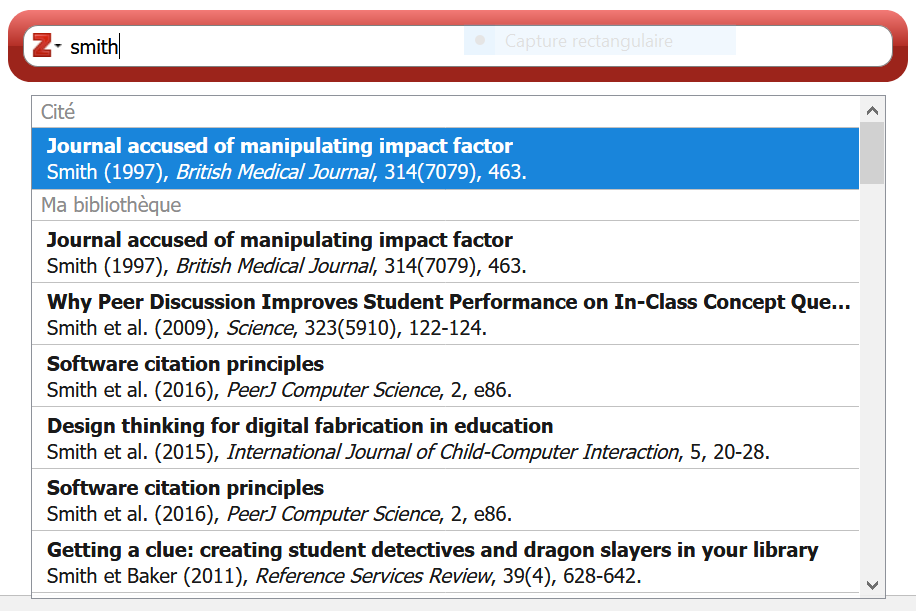 Z smith
Capture rectangulaire
Cité
Journal accused of manipulating impact factor
Smith (1997), British Medical Journal, 314(7079), 463.
Ma bibliothèque
Journal accused of manipulating impact factor
Smith (1997), British Medical Journal, 314(7079), 463.
Why Peer Discussion Improves Student Performance on In-Class Concept Que...
Smith et al. (2009), Science, 323(5910), 122-124.
Software citation principles
Smith et al. (2016), PeerJ Computer Science, 2, e86.
Design thinking for digital fabrication in education
Smith et al. (2015), International Journal of Child-Computer Interaction, 5, 20-28.
Software citation principles
Smith et al. (2016), PeerJ Computer Science, 2, e86.
Getting a clue: creating student detectives and dragon slayers in your library
Smith et Baker (2011), Reference Services Review, 39(4), 628-642.